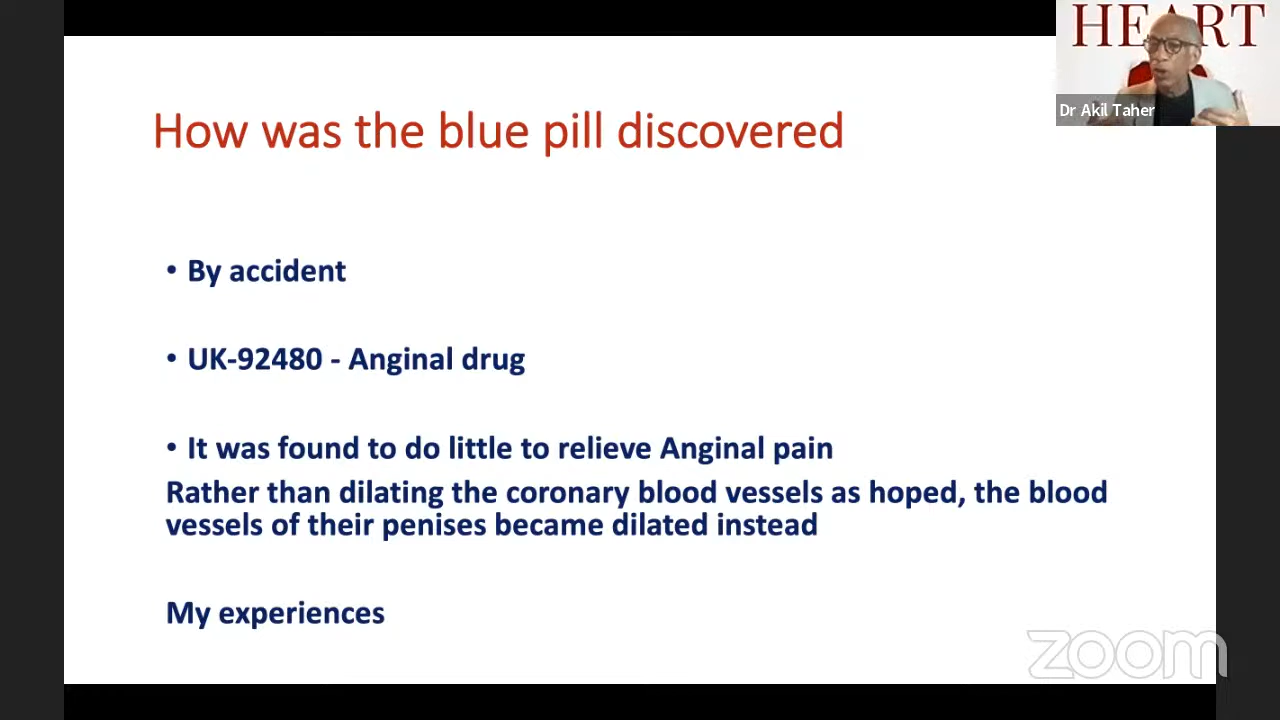 HEART
Dr Akil Taher
How was the blue pill discovered
• By accident
• UK-92480 - Anginal drug
• It was found to do little to relieve Anginal pain
Rather than dilating the coronary blood vessels as hoped, the blood
vessels of their penises became dilated instead
My experiences
zoom